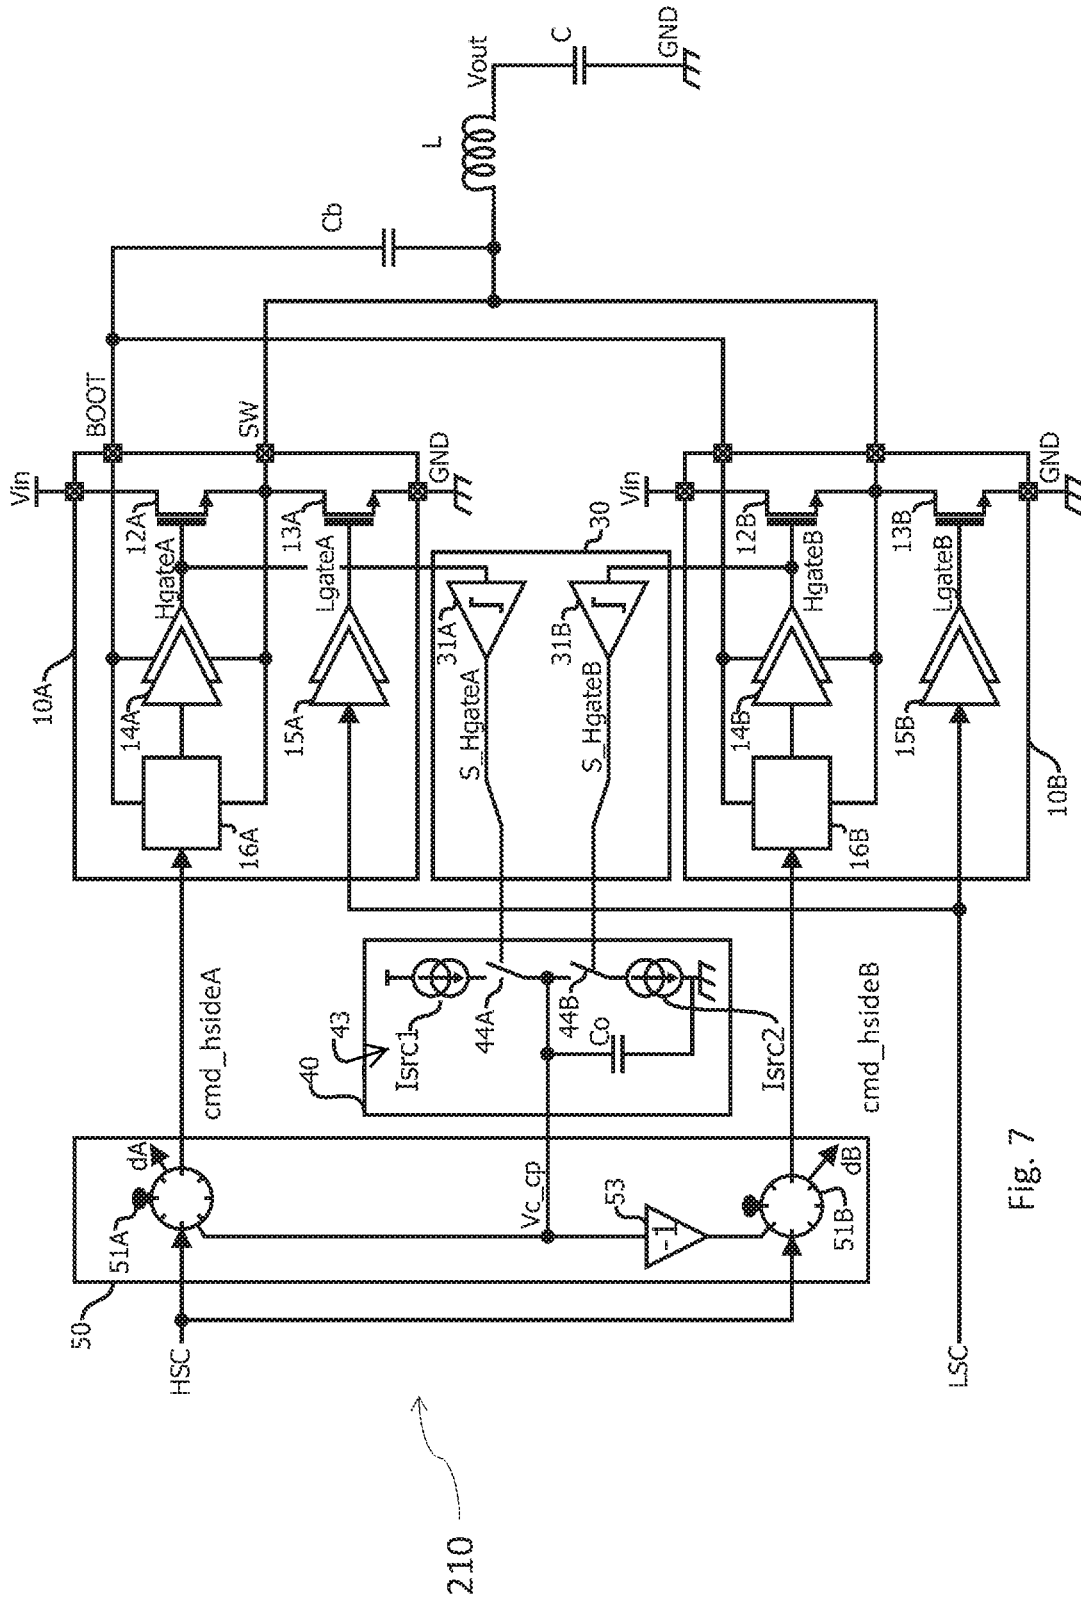 Vin
BOOT
SW
GND
10A
12A
HgateA
14A
16A
13A
LgateA
15A
Cb
L
Vout
C
GND
30
31A
S_HgateA
31B
S_HgateB
Vin
GND
12B
HgateB
14B
16B
13B
LgateB
15B
10B
cmd_hsideA
cmd_hsideB
40
43
Isrc1
44A
44B
Co
Isrc2
50
51A
dA
Vc_cp
53
-1
51B
dB
HSC
LSC
210
Fig. 7